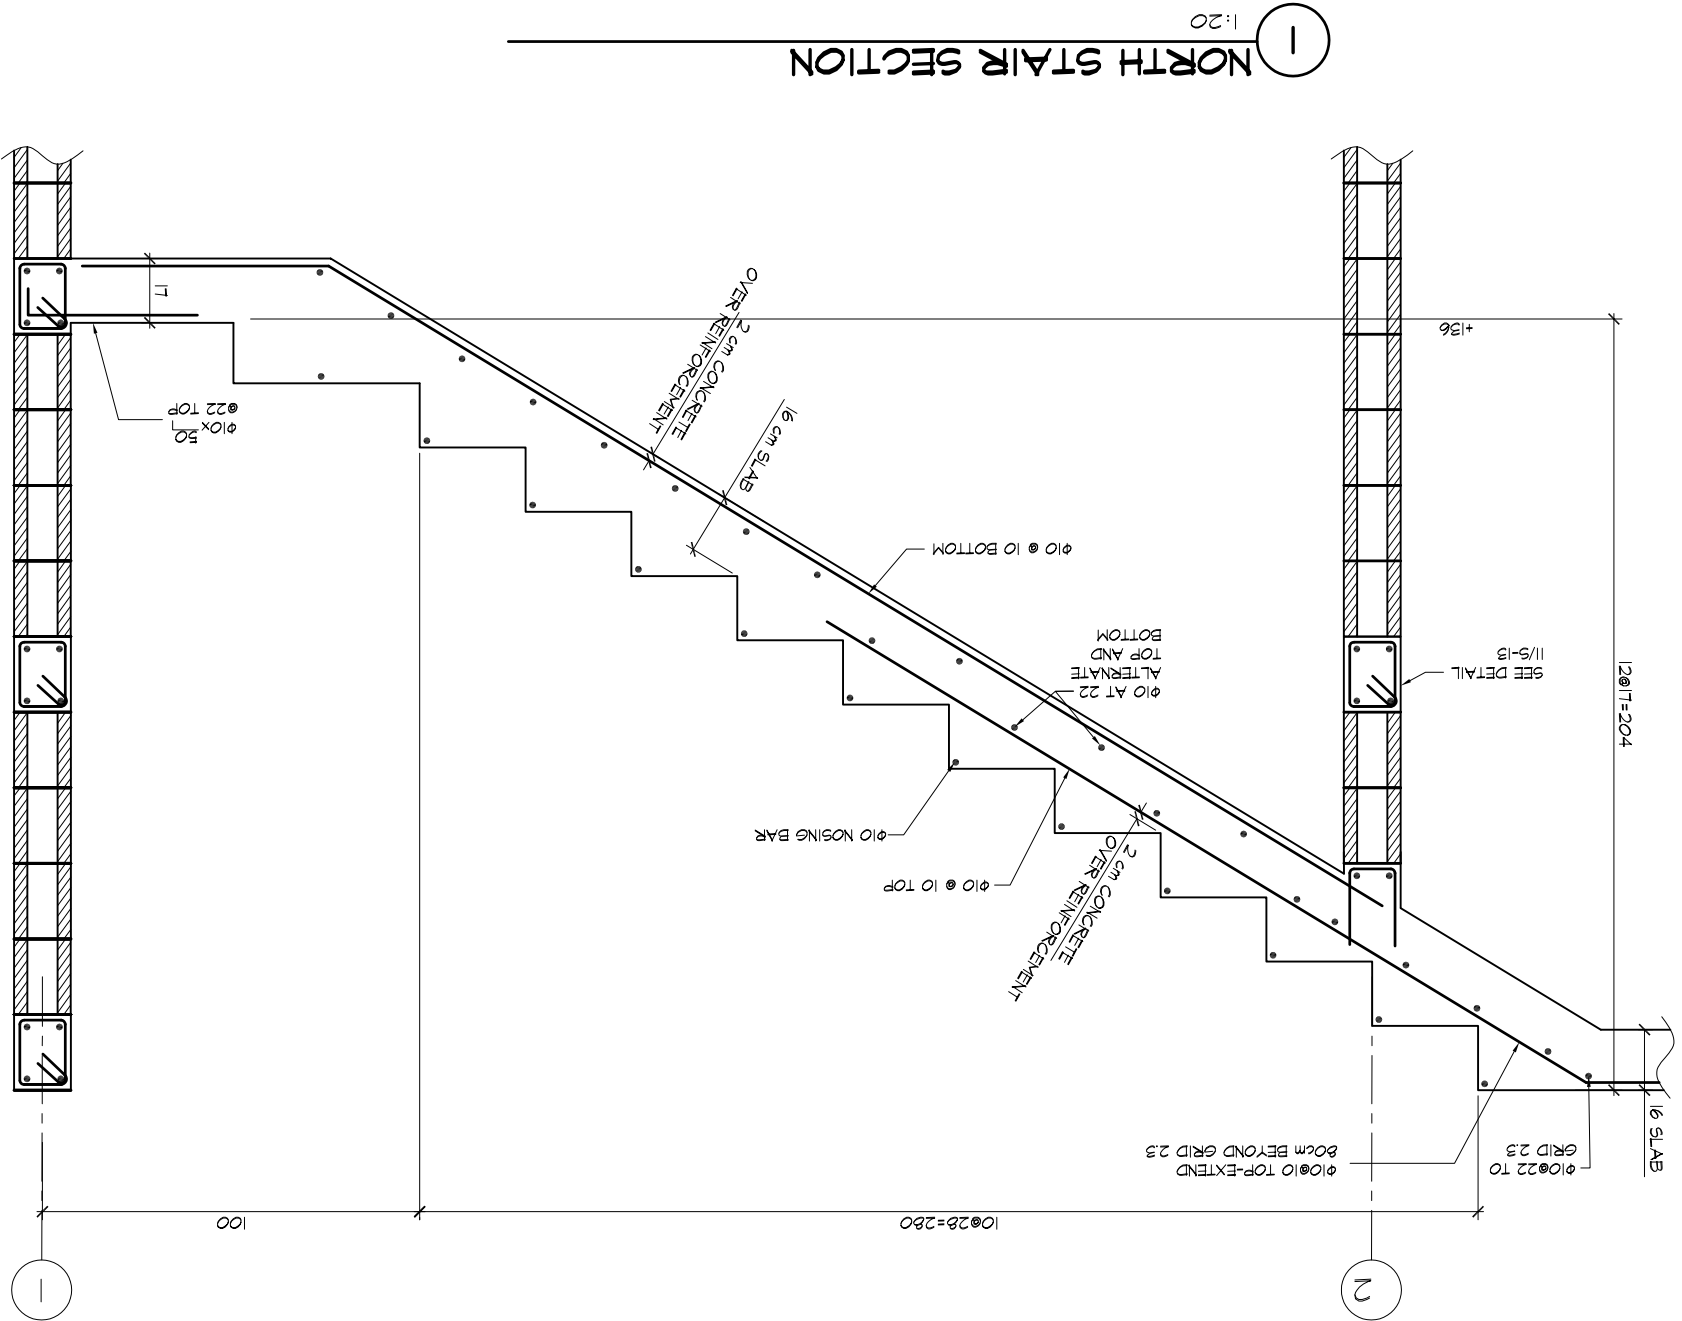 1
2
100
10@28=280
Φ10@10 TOP-EXTEND
80cm BEYOND GRID 2.3
Φ10@22 TO
GRID 2.3
16 SLAB
2 cm CONCRETE
OVER REINFORCEMENT
Φ10 @ 10 TOP
Φ10 NOSING BAR
Φ10 AT 22
ALTERNATE
TOP AND
BOTTOM
SEE DETAIL
11/S-13
12@17=204
Φ10 @ 10 BOTTOM
16 cm SLAB
2 cm CONCRETE
OVER REINFORCEMENT
Φ10x 50
@22 TOP
17
+136
1
NORTH STAIR SECTION
1:20